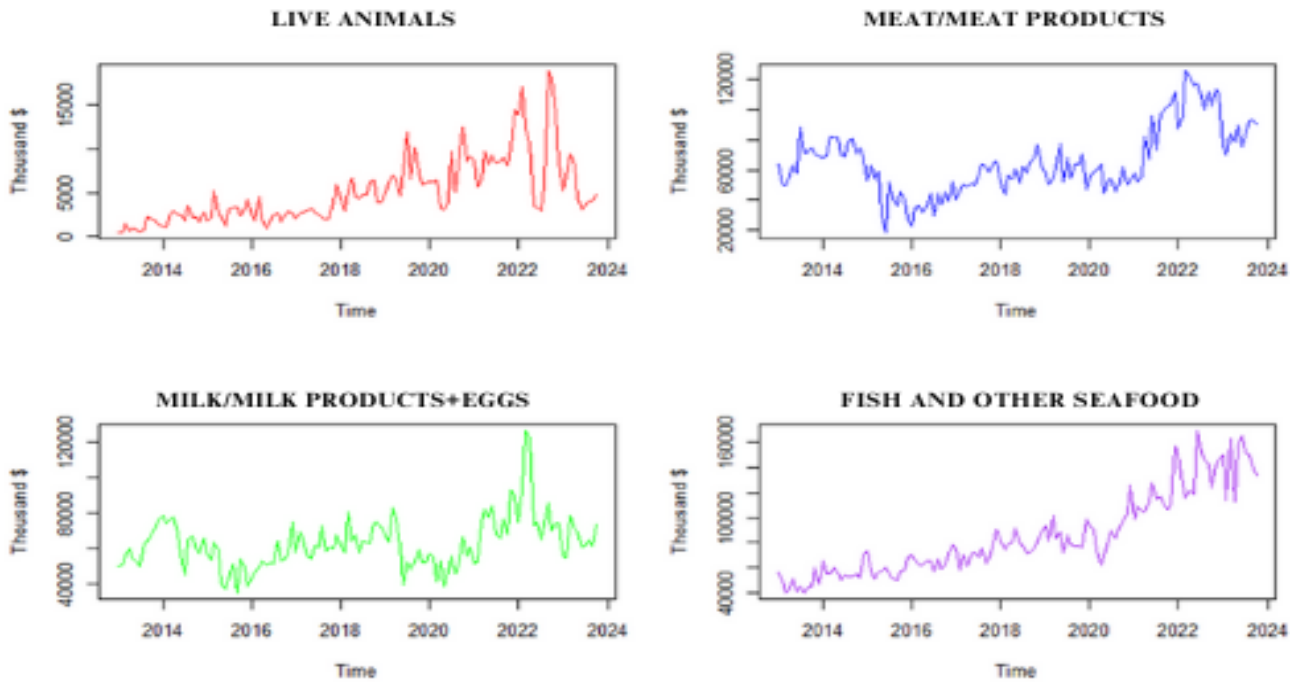 LIVE ANIMALS
Thousand $
15000
5000
0
2014 2016 2018 2020 2022 2024
Time
MEAT/MEAT PRODUCTS
Thousand $
120000
60000
20000
2014 2016 2018 2020 2022 2024
Time
MILK/MILK PRODUCTS+EGGS
Thousand $
120000
80000
40000
2014 2016 2018 2020 2022 2024
Time
FISH AND OTHER SEAFOOD
Thousand $
160000
100000
40000
2014 2016 2018 2020 2022 2024
Time